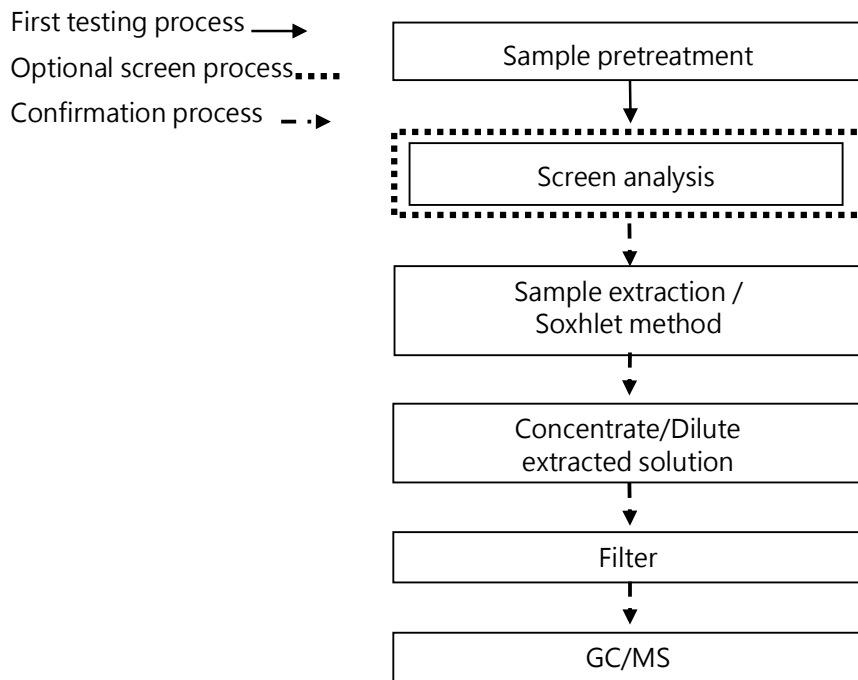 First testing process
Optional screen process
Confirmation process
Sample pretreatment
Screen analysis
Sample extraction /
Soxhlet method
Concentrate/Dilute
extracted solution
Filter
GC/MS